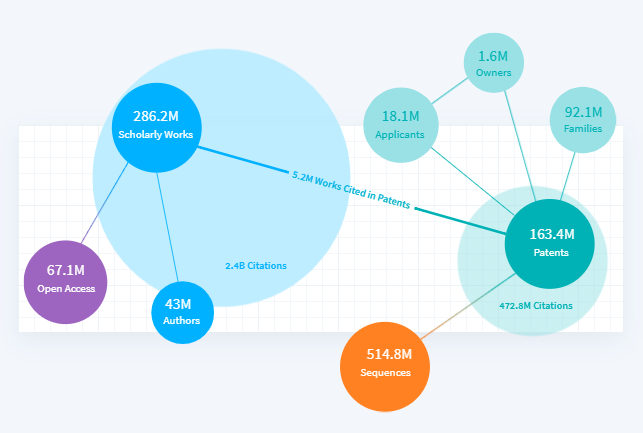 1.6M
Owners
18.1M
Applicants
92.1M
Families
286.2M
Scholarly Works
5.2M Works Cited in Patents
163.4M
Patents
2.4B Citations
67.1M
Open Access
43M
Authors
472.8M Citations
514.8M
Sequences